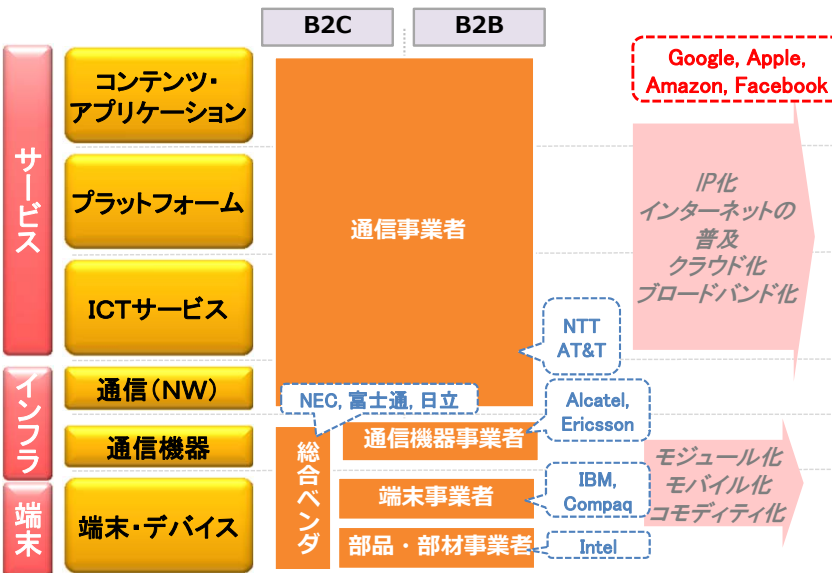 B2C
B2B
Google, Apple,
Amazon, Facebook
サービス
コンテンツ・
アプリケーション
プラットフォーム
ICTサービス
通信事業者
IP化
インターネットの
普及
クラウド化
ブロードバンド化
NTT
AT&T
インフラ
通信（NW）
通信機器
NEC, 富士通, 日立
Alcatel,
Ericsson
通信機器事業者
総合ベンダ
モジュール化
モバイル化
コモディティ化
端末
端末・デバイス
端末事業者
IBM,
Compaq
部品・部材事業者
Intel